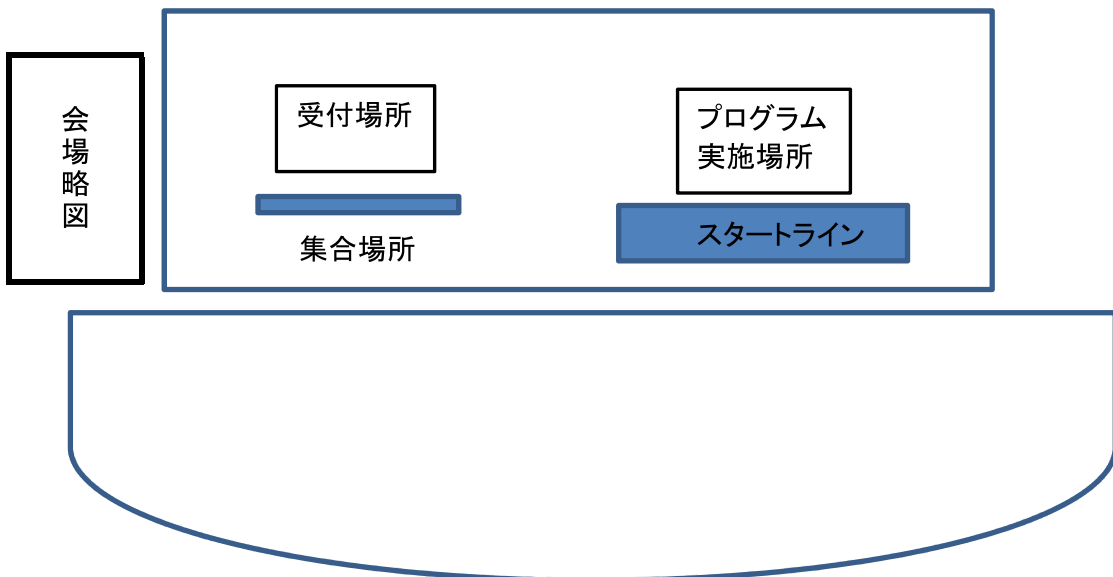 会場略図
受付場所
プログラム
実施場所
集合場所
スタートライン